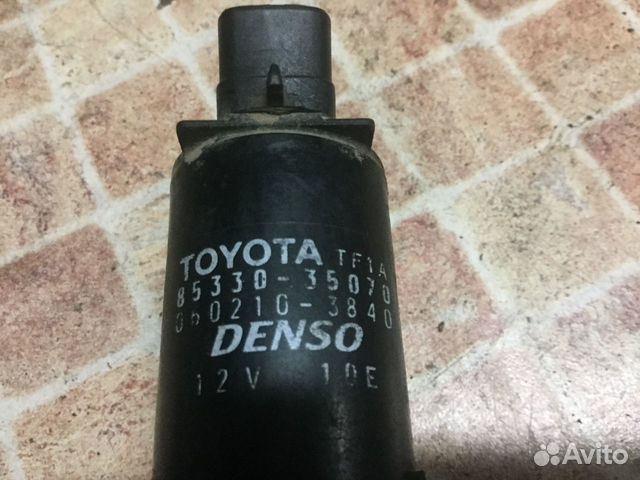 TOYOTA TF1A
85330-35070
060210-3840
DENSO
12V 10E
Avito